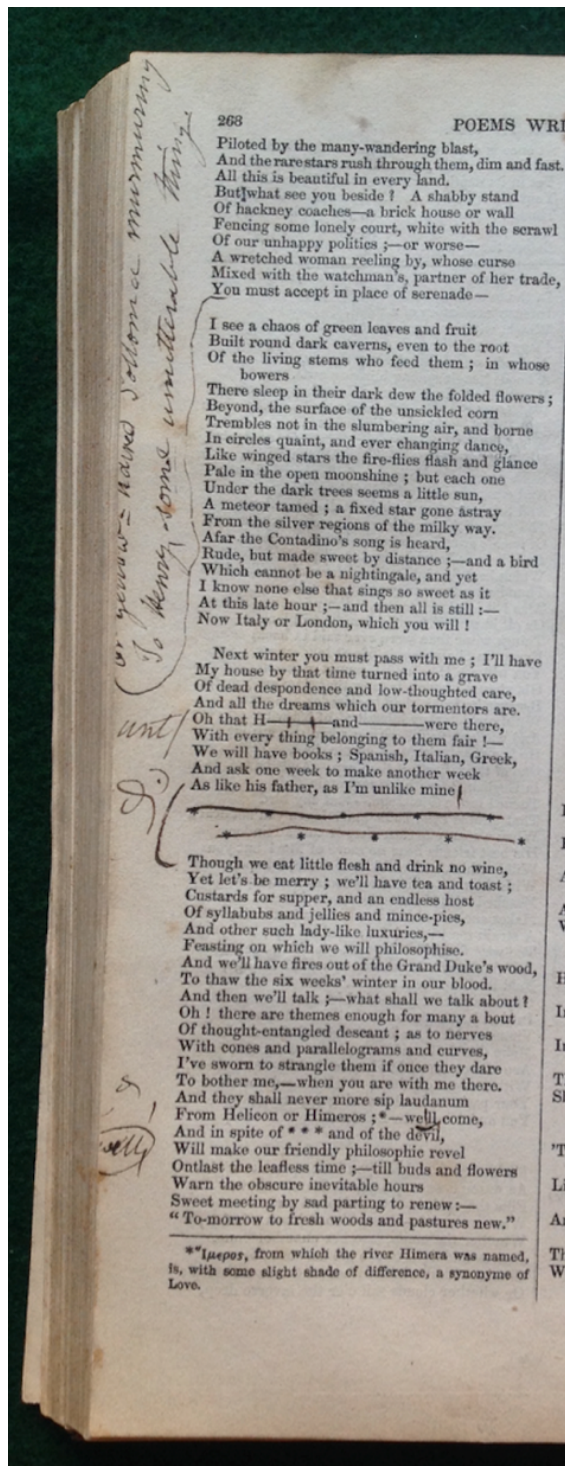 268 POEMS WRI
Piloted by the many-wandering blast,
And the rare stars rush through them, dim and fast.
All this is beautiful in every land.
But what see you beside ? A shabby stand
Of hackney coaches—a brick house or wall
Fencing some lonely court, white with the scrawl
Of our unhappy politics ;—or worse—
A wretched woman reeling by, whose curse
Mixed with the watchman's, partner of her trade,
You must accept in place of serenade—
I see a chaos of green leaves and fruit
Built round dark caverns, even to the root
Of the living stems who feed them ; in whose
bowers
There sleep in their dark dew the folded flowers ;
Beyond, the surface of the unsickled corn
Trembles not in the slumbering air, and borne
In circles quaint, and ever changing dance,
Like winged stars the fire-flies flash and glance
Pale in the open moonshine ; but each one
Under the dark trees seems a little sun,
A meteor tamed ; a fixed star gone astray
From the silver regions of the milky way.
Afar the Contadino's song is heard,
Rude, but made sweet by distance ;—and a bird
Which cannot be a nightingale, and yet
I know none else that sings so sweet as it
At this late hour ;—and then all is still :—
Now Italy or London, which you will !
Next winter you must pass with me ; I'll have
My house by that time turned into a grave
Of dead despondence and low-thoughted care,
And all the dreams which our tormentors are.
Oh that H— and — were there,
With every thing belonging to them fair !—
We will have books ; Spanish, Italian, Greek,
And ask one week to make another week
As like his father, as I'm unlike mine
* * * * *
* * * * *
Though we eat little flesh and drink no wine,
Yet let's be merry ; we'll have tea and toast ;
Custards for supper, and an endless host
Of syllabubs and jellies and mince-pies,
And other such lady-like luxuries,—
Feasting on which we will philosophise.
And we'll have fires out of the Grand Duke's wood,
To thaw the six weeks' winter in our blood.
And then we'll talk ;—what shall we talk about ?
Oh ! there are themes enough for many a bout
Of thought-entangled descant ; as to nerves
With cones and parallelograms and curves,
I've sworn to strangle them if once they dare
To bother me,—when you are with me there.
And they shall never more sip laudanum
From Helicon or Himeros ;*—we'll come,
And in spite of * * * and of the devil,
Will make our friendly philosophic revel
Outlast the leafless time ;—till buds and flowers
Warn the obscure inevitable hours
Sweet meeting by sad parting to renew :—
“ To-morrow to fresh woods and pastures new.”
*Ἵμερος, from which the river Himera was named,
is, with some slight shade of difference, a synonyme of
Love.
or yellow-haired Pollonia murmuring
To Henry, some unutterable thing.